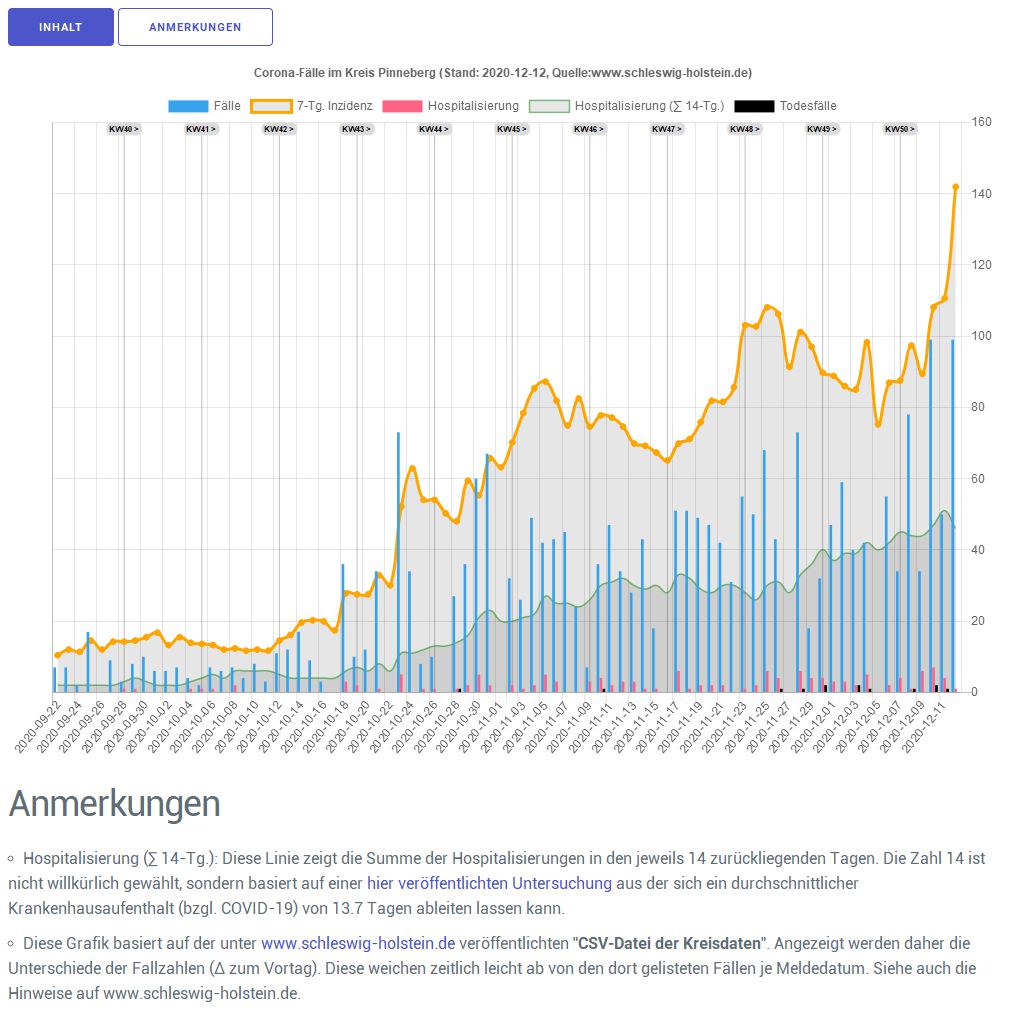 INHALT ANMERKUNGEN
Corona-Fälle im Kreis Pinneberg (Stand: 2020-12-12, Quelle:www.schleswig-holstein.de)
Fälle 7-Tg. Inzidenz Hospitalisierung Hospitalisierung (∑ 14-Tg.) Todesfälle
KW40 > KW41 > KW42 > KW43 > KW44 > KW45 > KW46 > KW47 > KW48 > KW49 > KW50 >
160
140
120
100
80
60
40
20
0
2020-09-22 2020-09-24 2020-09-26 2020-09-28 2020-09-30 2020-10-02 2020-10-04 2020-10-06 2020-10-08 2020-10-10 2020-10-12 2020-10-14 2020-10-16 2020-10-18 2020-10-20 2020-10-22 2020-10-24 2020-10-26 2020-10-28 2020-10-30 2020-11-01 2020-11-03 2020-11-05 2020-11-07 2020-11-09 2020-11-11 2020-11-13 2020-11-15 2020-11-17 2020-11-19 2020-11-21 2020-11-23 2020-11-25 2020-11-27 2020-11-29 2020-12-01 2020-12-03 2020-12-05 2020-12-07 2020-12-09 2020-12-11
Anmerkungen
◦ Hospitalisierung (∑ 14-Tg.): Diese Linie zeigt die Summe der Hospitalisierungen in den jeweils 14 zurückliegenden Tagen. Die Zahl 14 ist
nicht willkürlich gewählt, sondern basiert auf einer hier veröffentlichten Untersuchung aus der sich ein durchschnittlicher
Krankenhausaufenthalt (bzgl. COVID-19) von 13.7 Tagen ableiten lassen kann.
◦ Diese Grafik basiert auf der unter www.schleswig-holstein.de veröffentlichten "CSV-Datei der Kreisdaten". Angezeigt werden daher die
Unterschiede der Fallzahlen (Δ zum Vortag). Diese weichen zeitlich leicht ab von den dort gelisteten Fällen je Meldedatum. Siehe auch die
Hinweise auf www.schleswig-holstein.de.